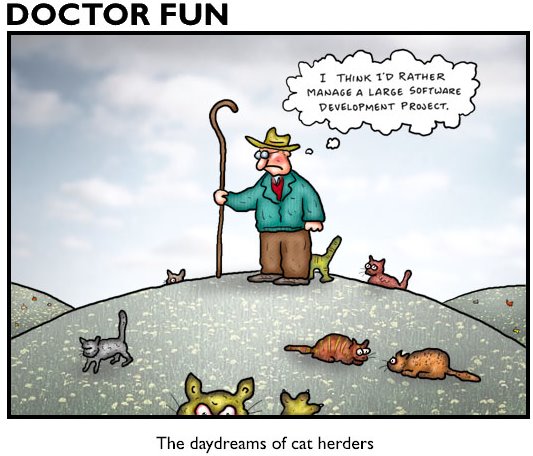 DOCTOR FUN
I THINK I'D RATHER
MANAGE A LARGE SOFTWARE
DEVELOPMENT PROJECT.
The daydreams of cat herders